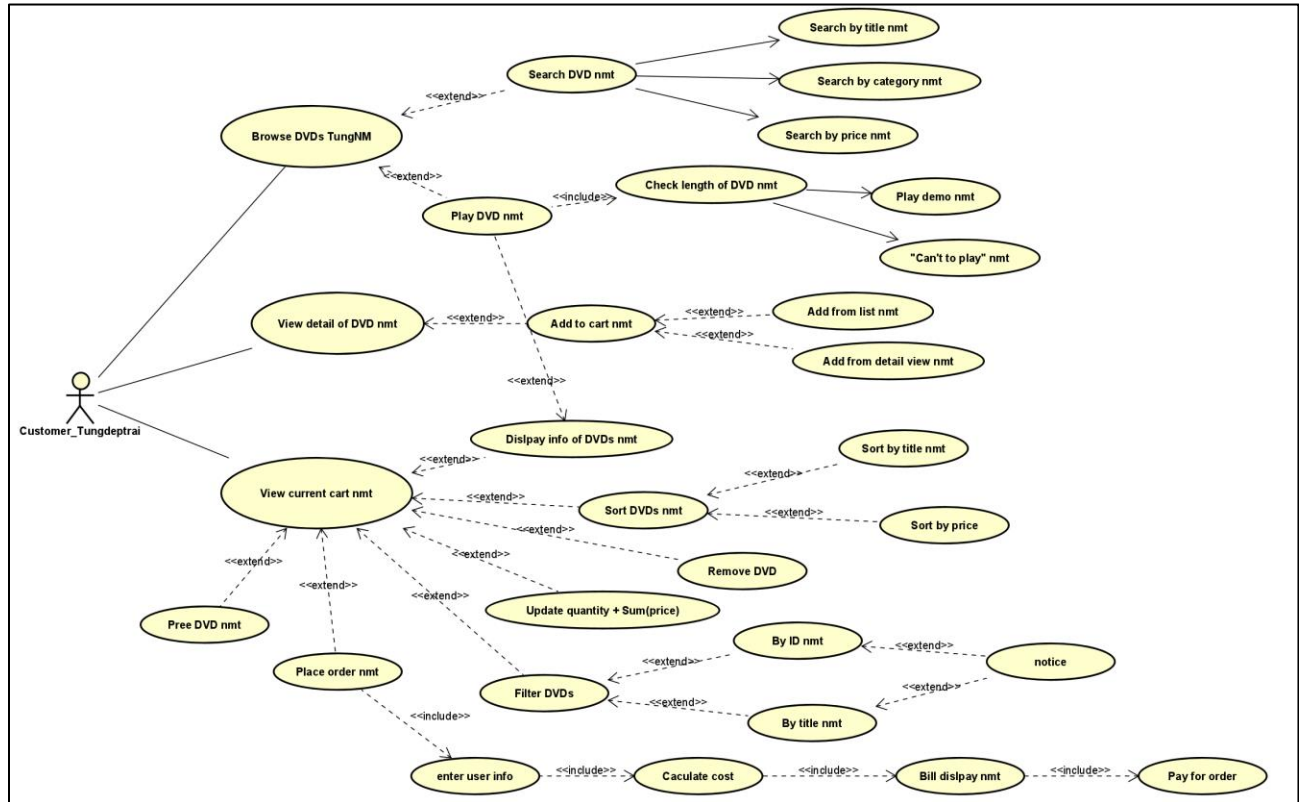 Search by title nmt
Search DVD nmt
Search by category nmt
<<extend>>
Browse DVDs TungNM
Search by price nmt
<<extend>>
Check length of DVD nmt
<<include>>
Play demo nmt
Play DVD nmt
"Can't to play" nmt
View detail of DVD nmt
<<extend>>
Add to cart nmt
<<extend>>
Add from list nmt
<<extend>>
Add from detail view nmt
<<extend>>
Customer_Tungdeptrai
Dislpay info of DVDs nmt
Sort by title nmt
<<extend>>
<<extend>>
View current cart nmt
<<extend>>
Sort DVDs nmt
<<extend>>
Sort by price
<<extend>>
<<extend>>
Remove DVD
<<extend>>
<<extend>>
<<extend>>
Update quantity + Sum(price)
Pree DVD nmt
By ID nmt
<<extend>>
notice
Place order nmt
<<extend>>
Filter DVDs
<<extend>>
<<extend>>
By title nmt
<<include>>
enter user info
<<include>>
Caculate cost
<<include>>
Bill dislpay nmt
<<include>>
Pay for order